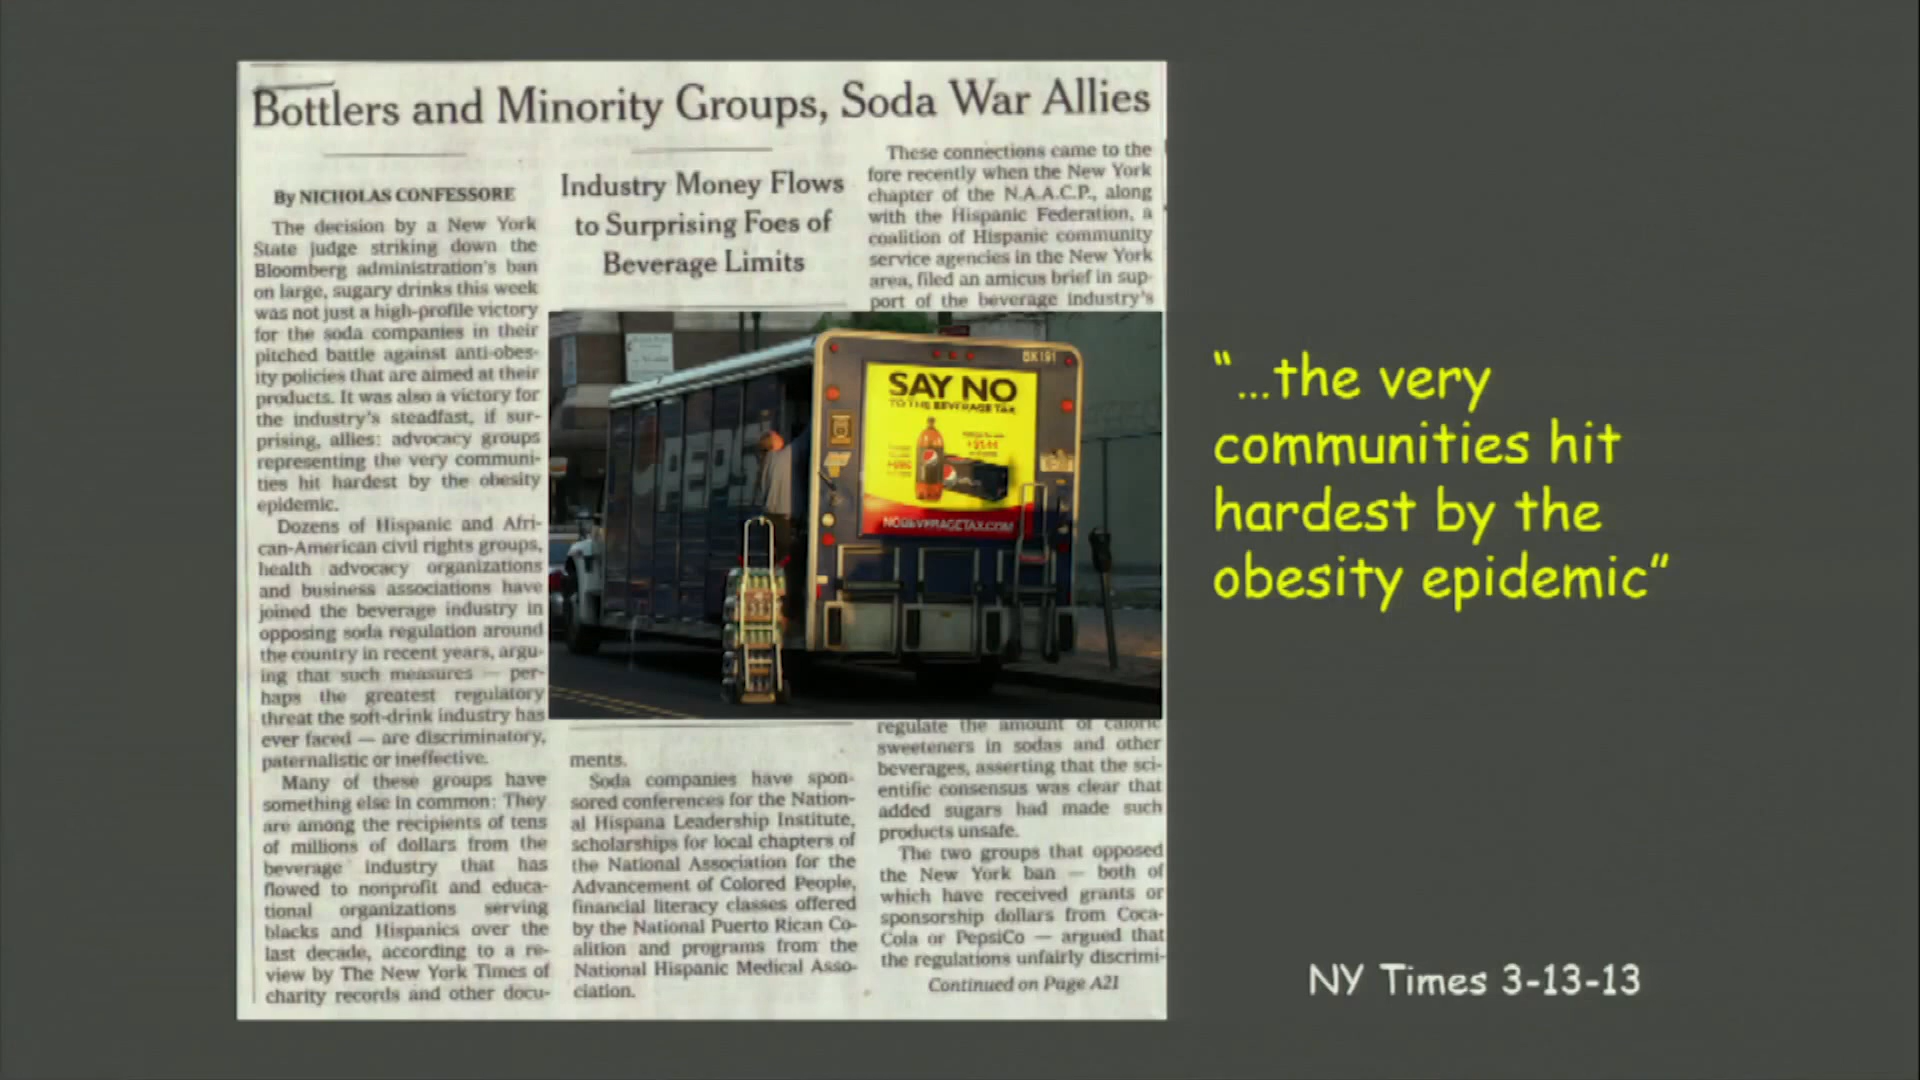 Bottlers and Minority Groups, Soda War Allies
By NICHOLAS CONFESSORE
The decision by a New York
State judge striking down the
Bloomberg administration's ban
on large, sugary drinks this week
was not just a high-profile victory
for the soda companies in their
pitched battle against anti-obes-
ity policies that are aimed at their
products. It was also a victory for
the industry's steadfast, if sur-
prising, allies: advocacy groups
representing the very communi-
ties hit hardest by the obesity
epidemic.
Dozens of Hispanic and Afri-
can-American civil rights groups,
health advocacy organizations
and business associations have
joined the beverage industry in
opposing soda regulation around
the country in recent years, argu-
ing that such measures — per-
haps the greatest regulatory
threat the soft-drink industry has
ever faced — are discriminatory,
paternalistic or ineffective.
Many of these groups have
something else in common: They
are among the recipients of tens
of millions of dollars from the
beverage industry that has
flowed to nonprofit and educa-
tional organizations serving
blacks and Hispanics over the
last decade, according to a re-
view by The New York Times of
charity records and other docu-
Industry Money Flows
to Surprising Foes of
Beverage Limits
ments.
Soda companies have spon-
sored conferences for the Nation-
al Hispana Leadership Institute,
scholarships for local chapters of
the National Association for the
Advancement of Colored People,
financial literacy classes offered
by the National Puerto Rican Co-
alition and programs from the
National Hispanic Medical Asso-
ciation.
These connections came to the
fore recently when the New York
chapter of the N.A.A.C.P., along
with the Hispanic Federation, a
coalition of Hispanic community
service agencies in the New York
area, filed an amicus brief in sup-
port of the beverage industry's
regulate the amount of caloric
sweeteners in sodas and other
beverages, asserting that the sci-
entific consensus was clear that
added sugars had made such
products unsafe.
The two groups that opposed
the New York ban — both of
which have received grants or
sponsorship dollars from Coca-
Cola or PepsiCo — argued that
the regulations unfairly discrimi-
Continued on Page A21
BK191
SAY NO
TO THE BEVERAGE TAX
NOBEVERAGETAX.COM
PEPSI
"...the very
communities hit
hardest by the
obesity epidemic"
NY Times 3-13-13